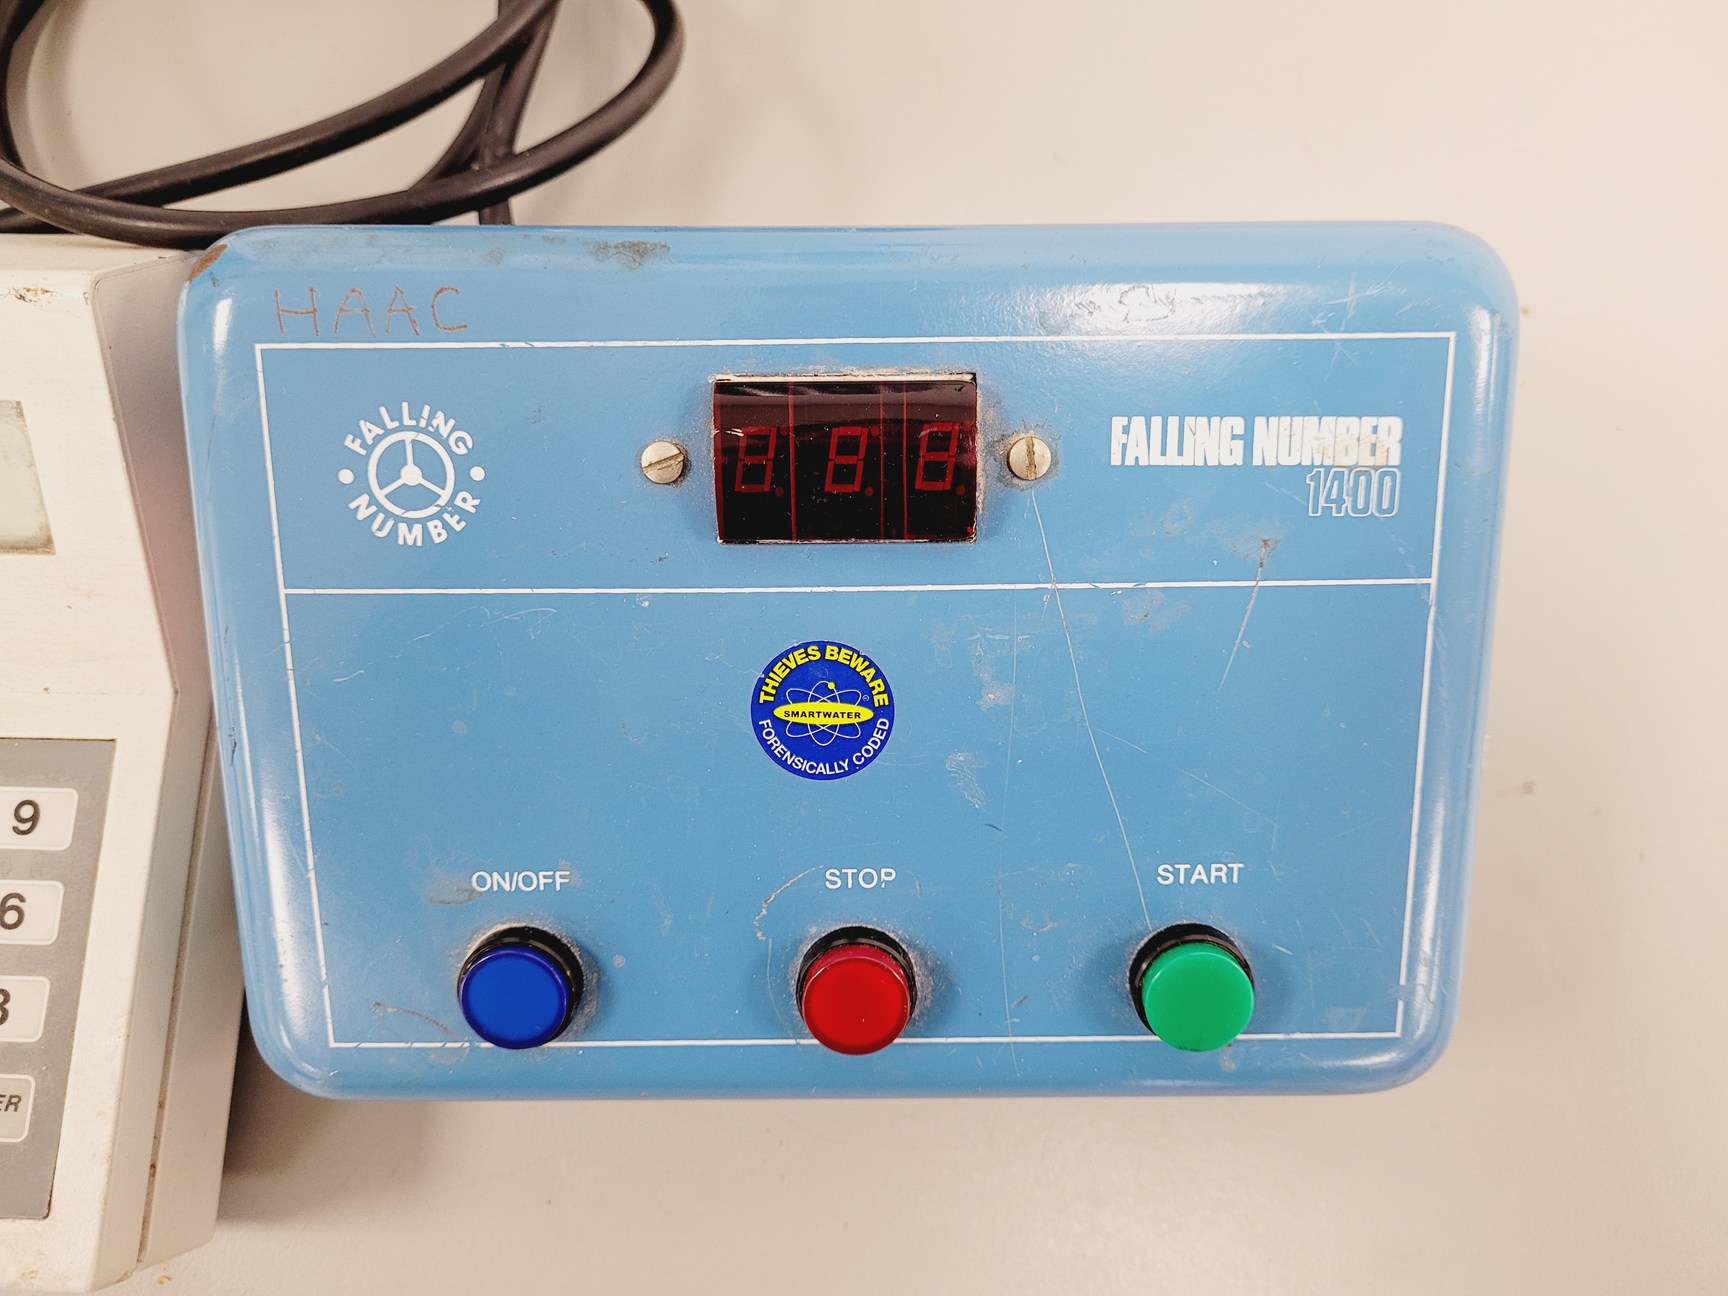 HAAC
FALLING
NUMBER
FALLING NUMBER
1400
THIEVES BEWARE
SMARTWATER
FORENSICALLY CODED
ON/OFF
STOP
START
9
6
3